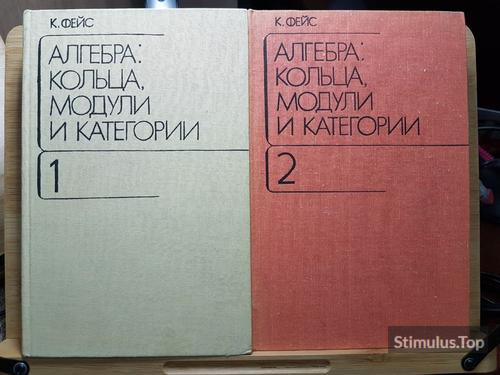 К. ФЕЙС
АЛГЕБРА:
КОЛЬЦА,
МОДУЛИ
И КАТЕГОРИИ
1
К. ФЕЙС
АЛГЕБРА:
КОЛЬЦА,
МОДУЛИ
И КАТЕГОРИИ
2
Stimulus.Top